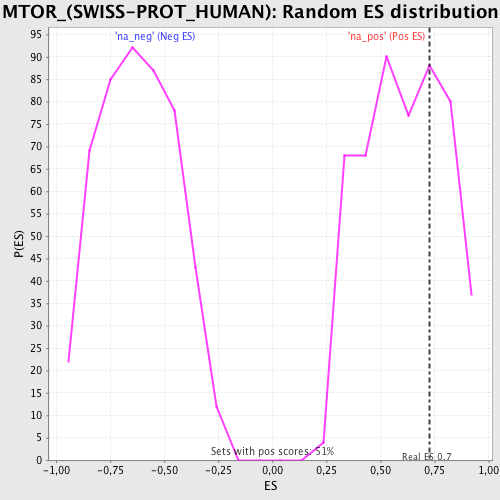 MTOR_(SWISS-PROT_HUMAN): Random ES distribution
'na_neg' (Neg ES)
'na_pos' (Pos ES)
95
90
85
80
75
70
65
60
55
50
45
40
35
30
25
20
15
10
5
0
P(ES)
Sets with pos scores: 51%
Real ES 0.7
-1,00 -0,75 -0,50 -0,25 0,00 0,25 0,50 0,75 1,00
ES